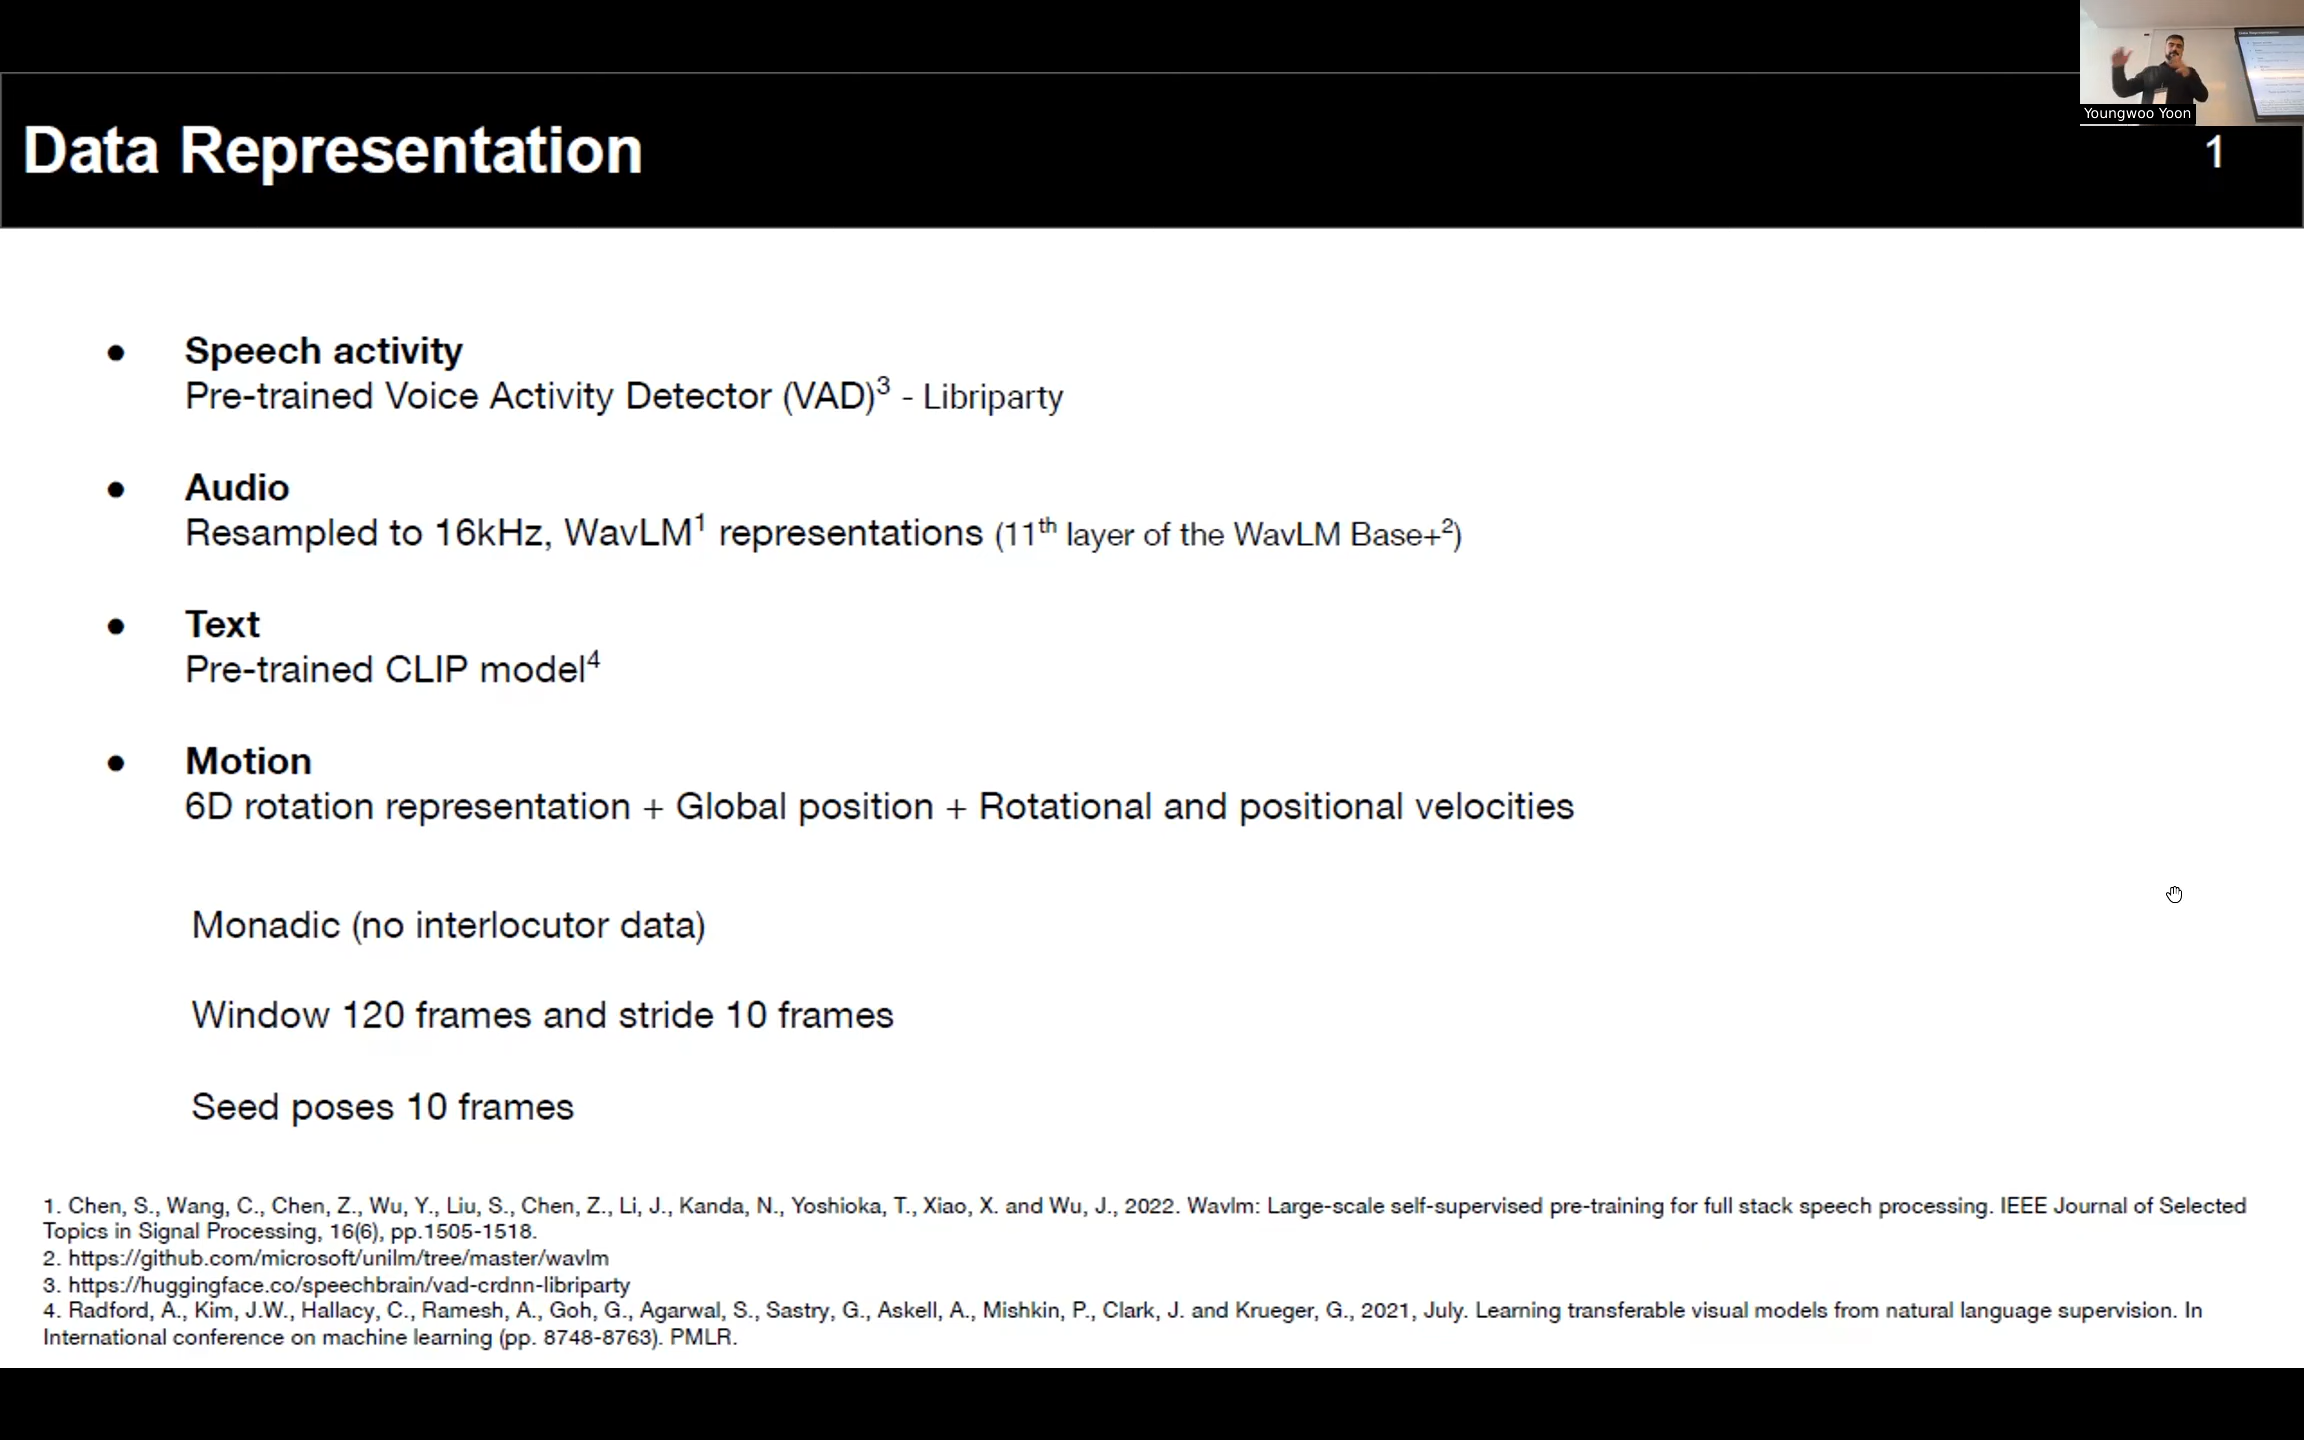 Youngwoo Yoon
Data Representation
1
● Speech activity
Pre-trained Voice Activity Detector (VAD)³ - Libriparty
● Audio
Resampled to 16kHz, WavLM¹ representations (11ᵗʰ layer of the WavLM Base+²)
● Text
Pre-trained CLIP model⁴
● Motion
6D rotation representation + Global position + Rotational and positional velocities
Monadic (no interlocutor data)
Window 120 frames and stride 10 frames
Seed poses 10 frames
1. Chen, S., Wang, C., Chen, Z., Wu, Y., Liu, S., Chen, Z., Li, J., Kanda, N., Yoshioka, T., Xiao, X. and Wu, J., 2022. Wavlm: Large-scale self-supervised pre-training for full stack speech processing. IEEE Journal of Selected
Topics in Signal Processing, 16(6), pp.1505-1518.
2. https://github.com/microsoft/unilm/tree/master/wavlm
3. https://huggingface.co/speechbrain/vad-crdnn-libriparty
4. Radford, A., Kim, J.W., Hallacy, C., Ramesh, A., Goh, G., Agarwal, S., Sastry, G., Askell, A., Mishkin, P., Clark, J. and Krueger, G., 2021, July. Learning transferable visual models from natural language supervision. In
International conference on machine learning (pp. 8748-8763). PMLR.